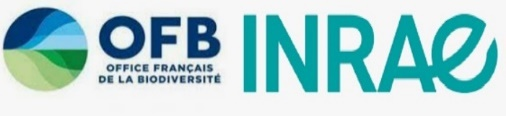 OFB
OFFICE FRANÇAIS
DE LA BIODIVERSITÉ
INRAE